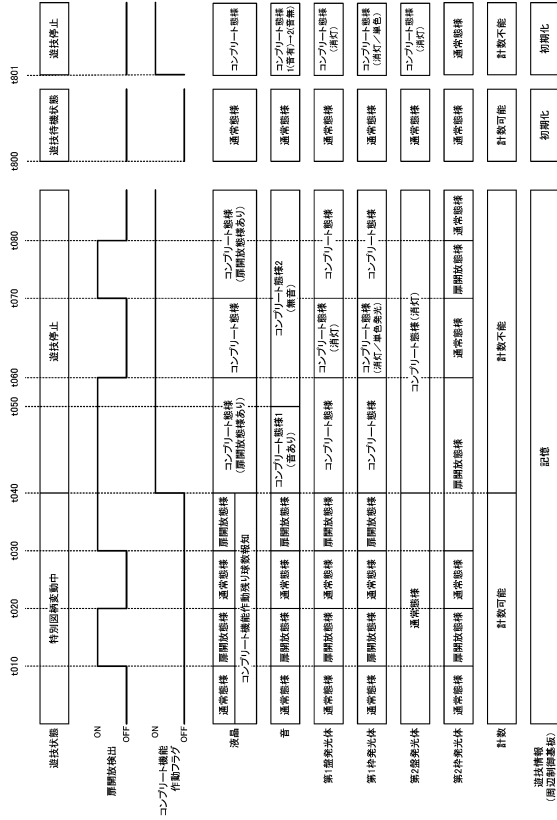 t010 t020 t030 t040 t050 t060 t070 t080 t800 t801
遊技状態 特別図柄変動中 遊技停止 遊技待機状態 遊技停止
扉開放検出
ON
OFF
コンプリート機能
作動フラグ
ON
OFF
液晶 通常態様 扉開放態様 通常態様 扉開放態様 コンプリート態様
(扉開放態様あり) コンプリート態様 コンプリート態様
(扉開放態様あり) 通常態様 コンプリート態様
コンプリート機能作動残り球数報知
音 通常態様 扉開放態様 通常態様 扉開放態様 コンプリート態様1
(音あり) コンプリート態様2
(無音) 通常態様 コンプリート態様
1(音有)→2(音無)
第1盤発光体 通常態様 扉開放態様 通常態様 扉開放態様 コンプリート態様 コンプリート態様
(消灯) コンプリート態様 通常態様 コンプリート態様
(消灯)
第1枠発光体 通常態様 扉開放態様 通常態様 扉開放態様 コンプリート態様 コンプリート態様
(消灯/単色発光) コンプリート態様 通常態様 コンプリート態様
(消灯/単色)
第2盤発光体 通常態様 コンプリート態様(消灯) 通常態様 コンプリート態様
(消灯)
第2枠発光体 通常態様 扉開放態様 通常態様 扉開放態様 通常態様 扉開放態様 通常態様 通常態様 通常態様
計数 計数可能 計数不能 計数可能 計数不能
遊技情報
(周辺制御基板) 記憶 初期化 初期化